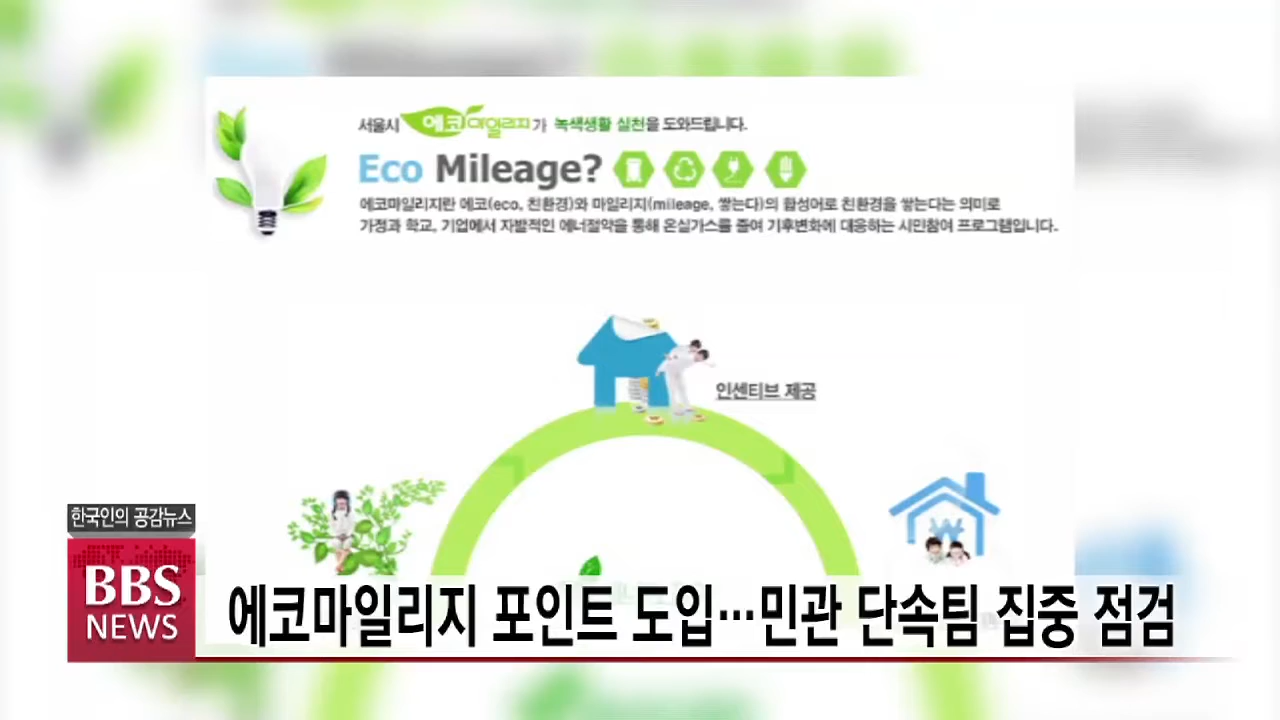 서울시 에코마일리지가 녹색생활 실천을 도와드립니다.
Eco Mileage?
에코마일리지란 에코(eco, 친환경)와 마일리지(mileage, 쌓는다)의 합성어로 친환경을 쌓는다는 의미로
가정과 학교, 기업에서 자발적인 에너지절약을 통해 온실가스를 줄여 기후변화에 대응하는 시민참여 프로그램입니다.
인센티브 제공
₩
한국인의 공감뉴스
BBS
NEWS
에코마일리지 포인트 도입…민관 단속팀 집중 점검